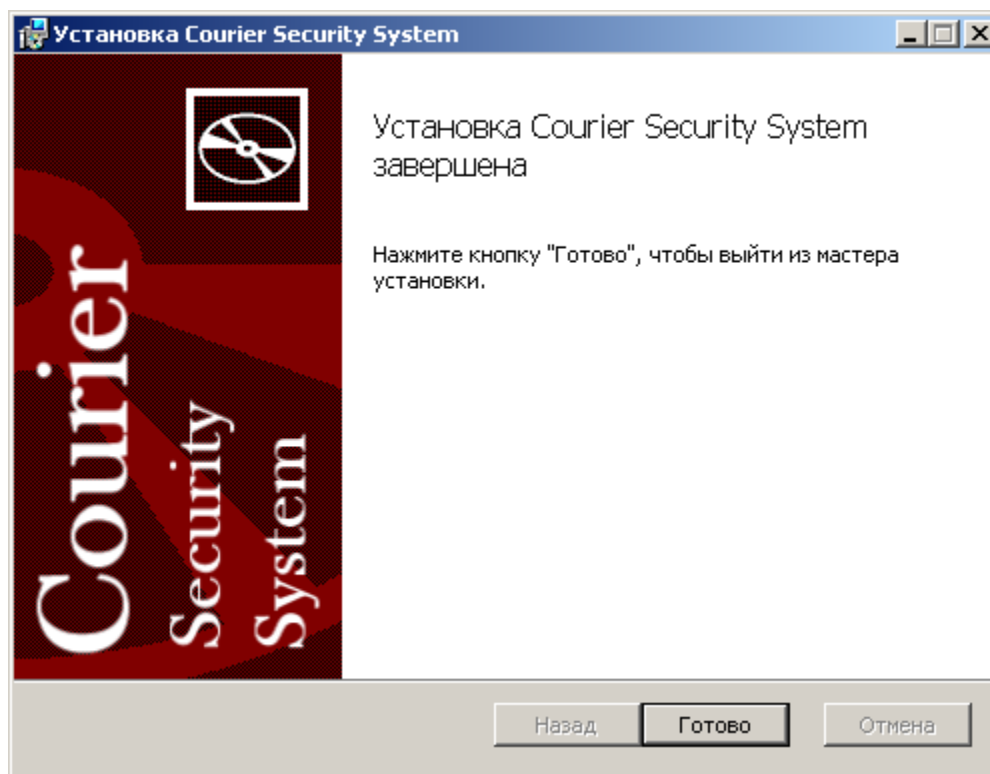 Установка Courier Security System
Courier
Security
System
Установка Courier Security System
завершена
Нажмите кнопку "Готово", чтобы выйти из мастера
установки.
Назад
Готово
Отмена